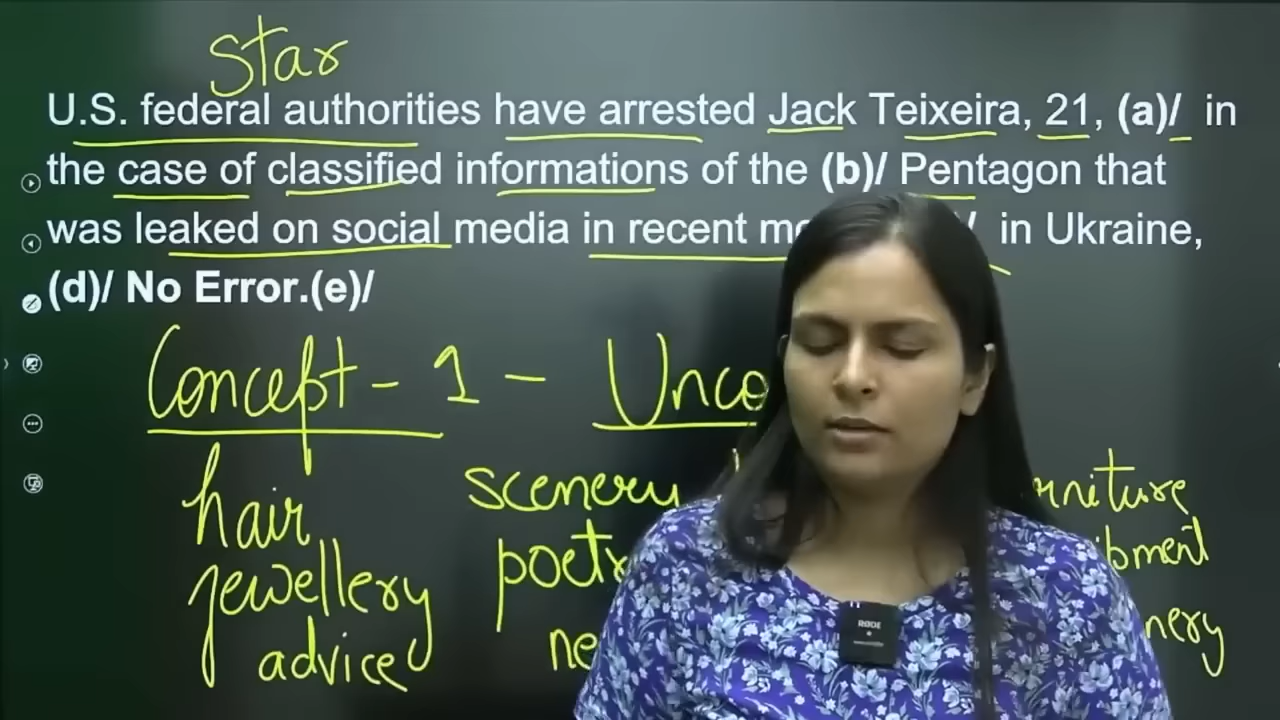 Star
U.S. federal authorities have arrested Jack Teixeira, 21, (a)/ in
the case of classified informations of the (b)/ Pentagon that
was leaked on social media in recent in Ukraine,
(d)/ No Error.(e)/
Concept - 1 -
hair scenery
jewellery
advice
RØDE